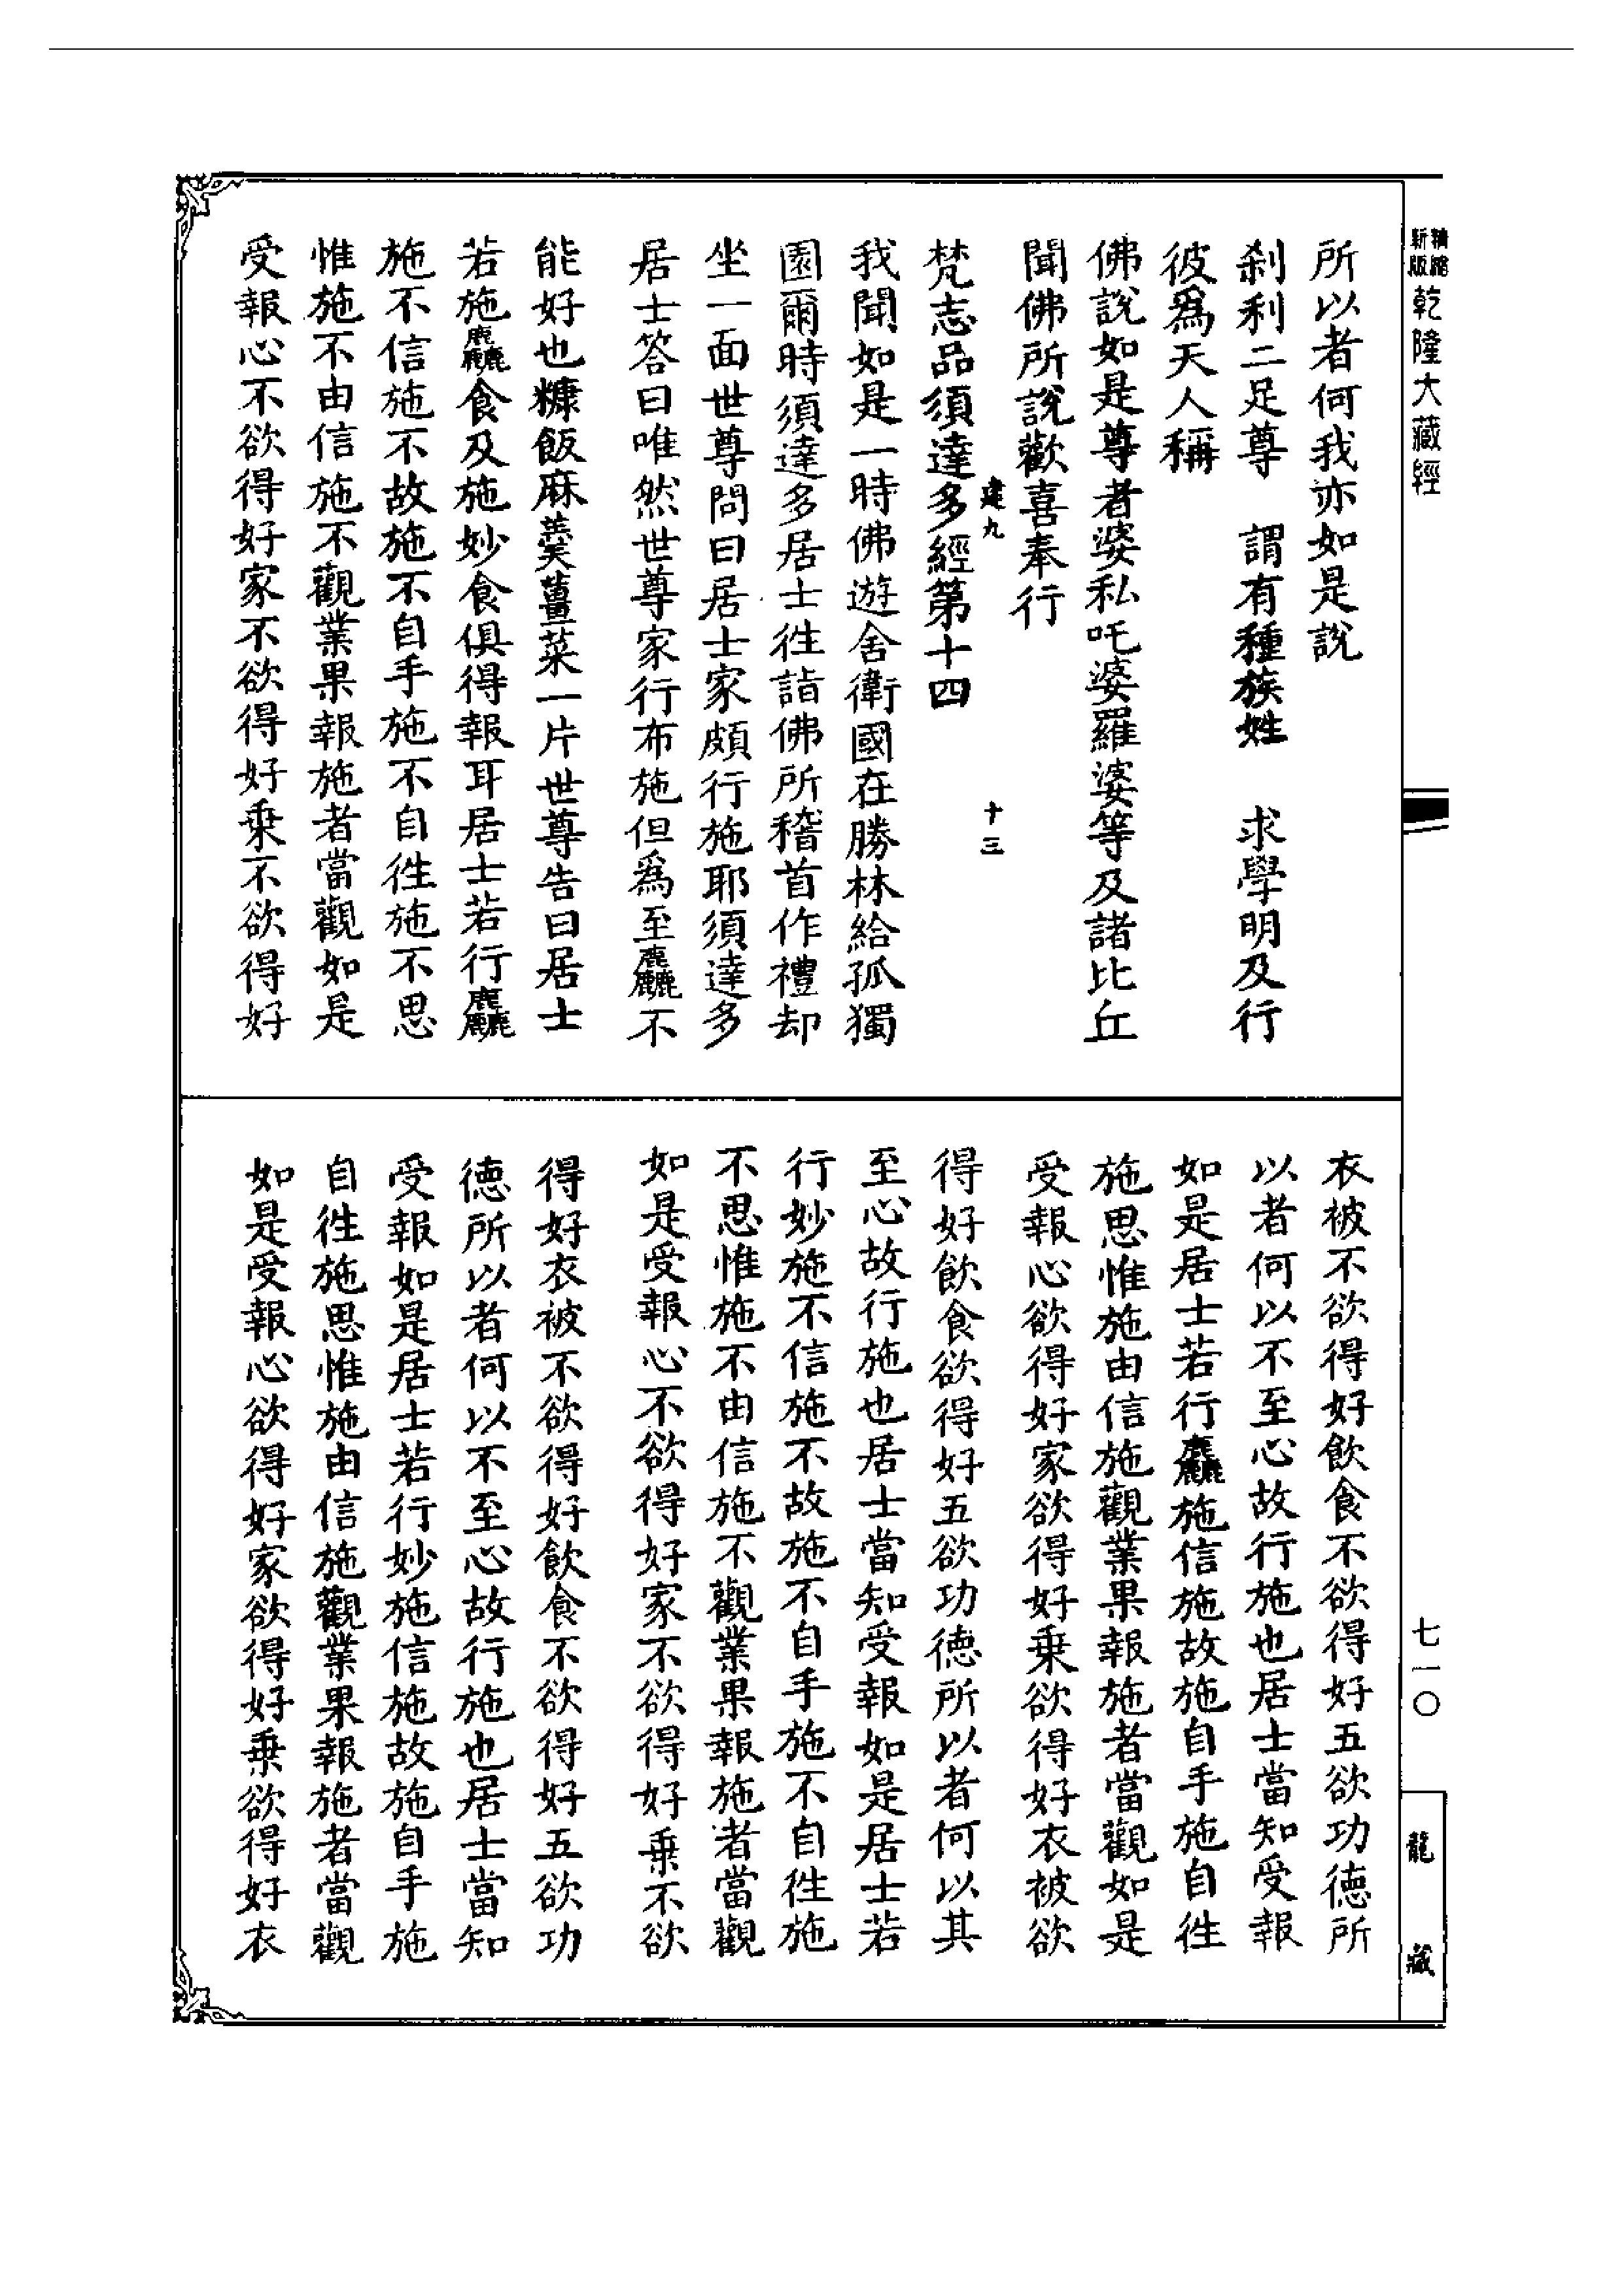 新版
精縮
乾隆大藏經
七一〇
龍藏
所以者何我亦如是說
剎利二足尊　謂有種族姓　求學明及行
彼爲天人稱
佛說如是尊者婆私吒婆羅婆等及諸比丘
聞佛所說歡喜奉行
建九　十三
梵志品須達多經第十四
我聞如是一時佛遊舍衛國在勝林給孤獨
園爾時須達多居士徃詣佛所稽首作禮却
坐一面世尊問曰居士家頗行施耶須達多
居士答曰唯然世尊家行布施但爲至麤不
能好也糠飯麻羹薑菜一片世尊告曰居士
若施麤食及施妙食俱得報耳居士若行麤
施不信施不故施不自手施不自徃施不思
惟施不由信施不觀業果報施者當觀如是
受報心不欲得好家不欲得好乗不欲得好
衣被不欲得好飲食不欲得好五欲功德所
以者何以不至心故行施也居士當知受報
如是居士若行麤施信施故施自手施自徃
施思惟施由信施觀業果報施者當觀如是
受報心欲得好家欲得好乗欲得好衣被欲
得好飲食欲得好五欲功德所以者何以其
至心故行施也居士當知受報如是居士若
行妙施不信施不故施不自手施不自徃施
不思惟施不由信施不觀業果報施者當觀
如是受報心不欲得好家不欲得好乗不欲
得好衣被不欲得好飲食不欲得好五欲功
德所以者何以不至心故行施也居士當知
受報如是居士若行妙施信施故施自手施
自徃施思惟施由信施觀業果報施者當觀
如是受報心欲得好家欲得好乗欲得好衣